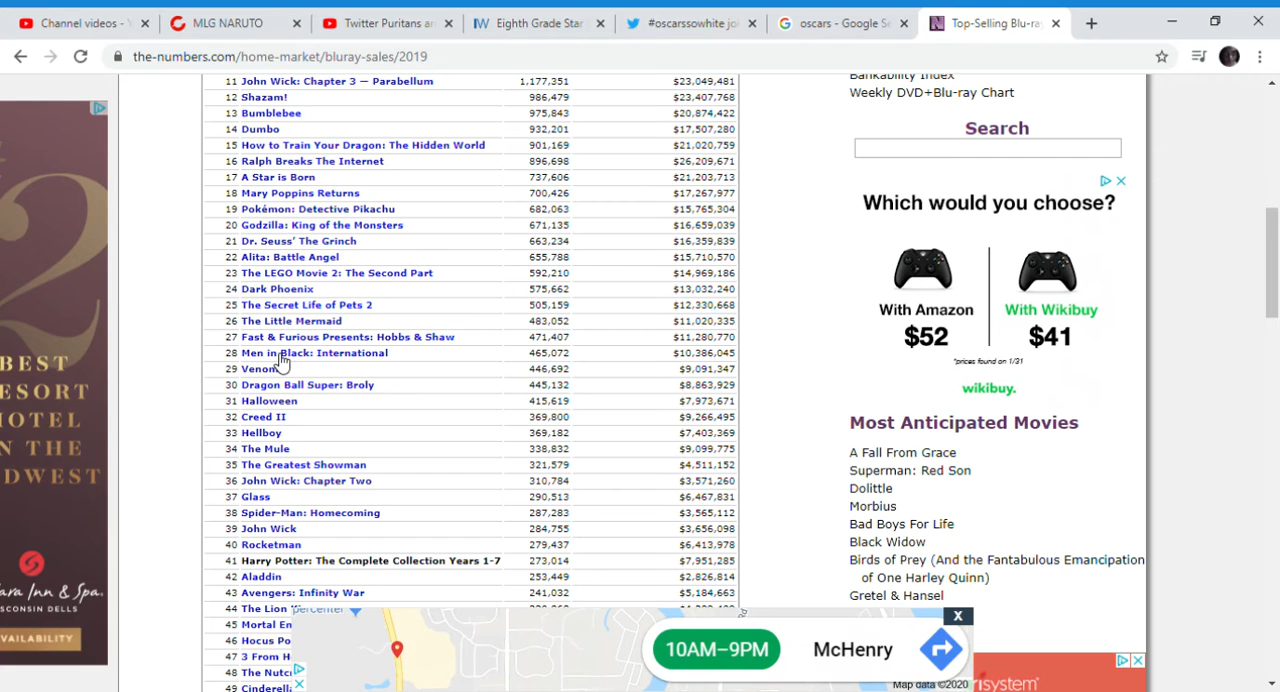 Channel videos - Y
MLG NARUTO
Twitter Puritans an
Eighth Grade Star
#oscarssowhite jo
oscars - Google Se
Top-Selling Blu-ray
the-numbers.com/home-market/bluray-sales/2019
11 John Wick: Chapter 3 — Parabellum 1,177,351 $23,049,481
12 Shazam! 986,479 $23,407,768
13 Bumblebee 975,843 $20,874,422
14 Dumbo 932,201 $17,507,280
15 How to Train Your Dragon: The Hidden World 901,169 $21,020,759
16 Ralph Breaks The Internet 896,698 $26,209,671
17 A Star is Born 737,606 $21,203,713
18 Mary Poppins Returns 700,426 $17,267,977
19 Pokémon: Detective Pikachu 682,063 $15,765,304
20 Godzilla: King of the Monsters 671,135 $16,659,039
21 Dr. Seuss’ The Grinch 663,234 $16,359,839
22 Alita: Battle Angel 655,788 $15,710,570
23 The LEGO Movie 2: The Second Part 592,210 $14,969,186
24 Dark Phoenix 575,662 $13,032,240
25 The Secret Life of Pets 2 505,159 $12,330,668
26 The Little Mermaid 483,052 $11,020,335
27 Fast & Furious Presents: Hobbs & Shaw 471,407 $11,280,770
28 Men in Black: International 465,072 $10,386,045
29 Venom 446,692 $9,091,347
30 Dragon Ball Super: Broly 445,132 $8,863,929
31 Halloween 415,619 $7,973,671
32 Creed II 369,800 $9,266,495
33 Hellboy 369,182 $7,403,369
34 The Mule 338,832 $9,099,775
35 The Greatest Showman 321,579 $4,511,152
36 John Wick: Chapter Two 310,784 $3,571,260
37 Glass 290,513 $6,467,831
38 Spider-Man: Homecoming 287,283 $3,565,112
39 John Wick 284,755 $3,656,098
40 Rocketman 279,437 $6,413,978
41 Harry Potter: The Complete Collection Years 1-7 273,014 $7,951,285
42 Aladdin 253,449 $2,826,814
43 Avengers: Infinity War 241,032 $5,184,663
44 The Lion
45 Mortal En
46 Hocus Po
47 3 From H
48 The Nutc
49 Cinderell
Bankability Index
Weekly DVD+Blu-ray Chart
Search
Which would you choose?
With Amazon
$52
With Wikibuy
$41
*prices found on 1/31
wikibuy.
Most Anticipated Movies
A Fall From Grace
Superman: Red Son
Dolittle
Morbius
Bad Boys For Life
Black Widow
Birds of Prey (And the Fantabulous Emancipation
of One Harley Quinn)
Gretel & Hansel
2
BEST
ESORT
HOTEL
N THE
DWEST
ara Inn & Spa.
SCONSIN DELLS
VAILABILITY
percenter
10AM–9PM
McHenry
X
Map data ©2020
risystem